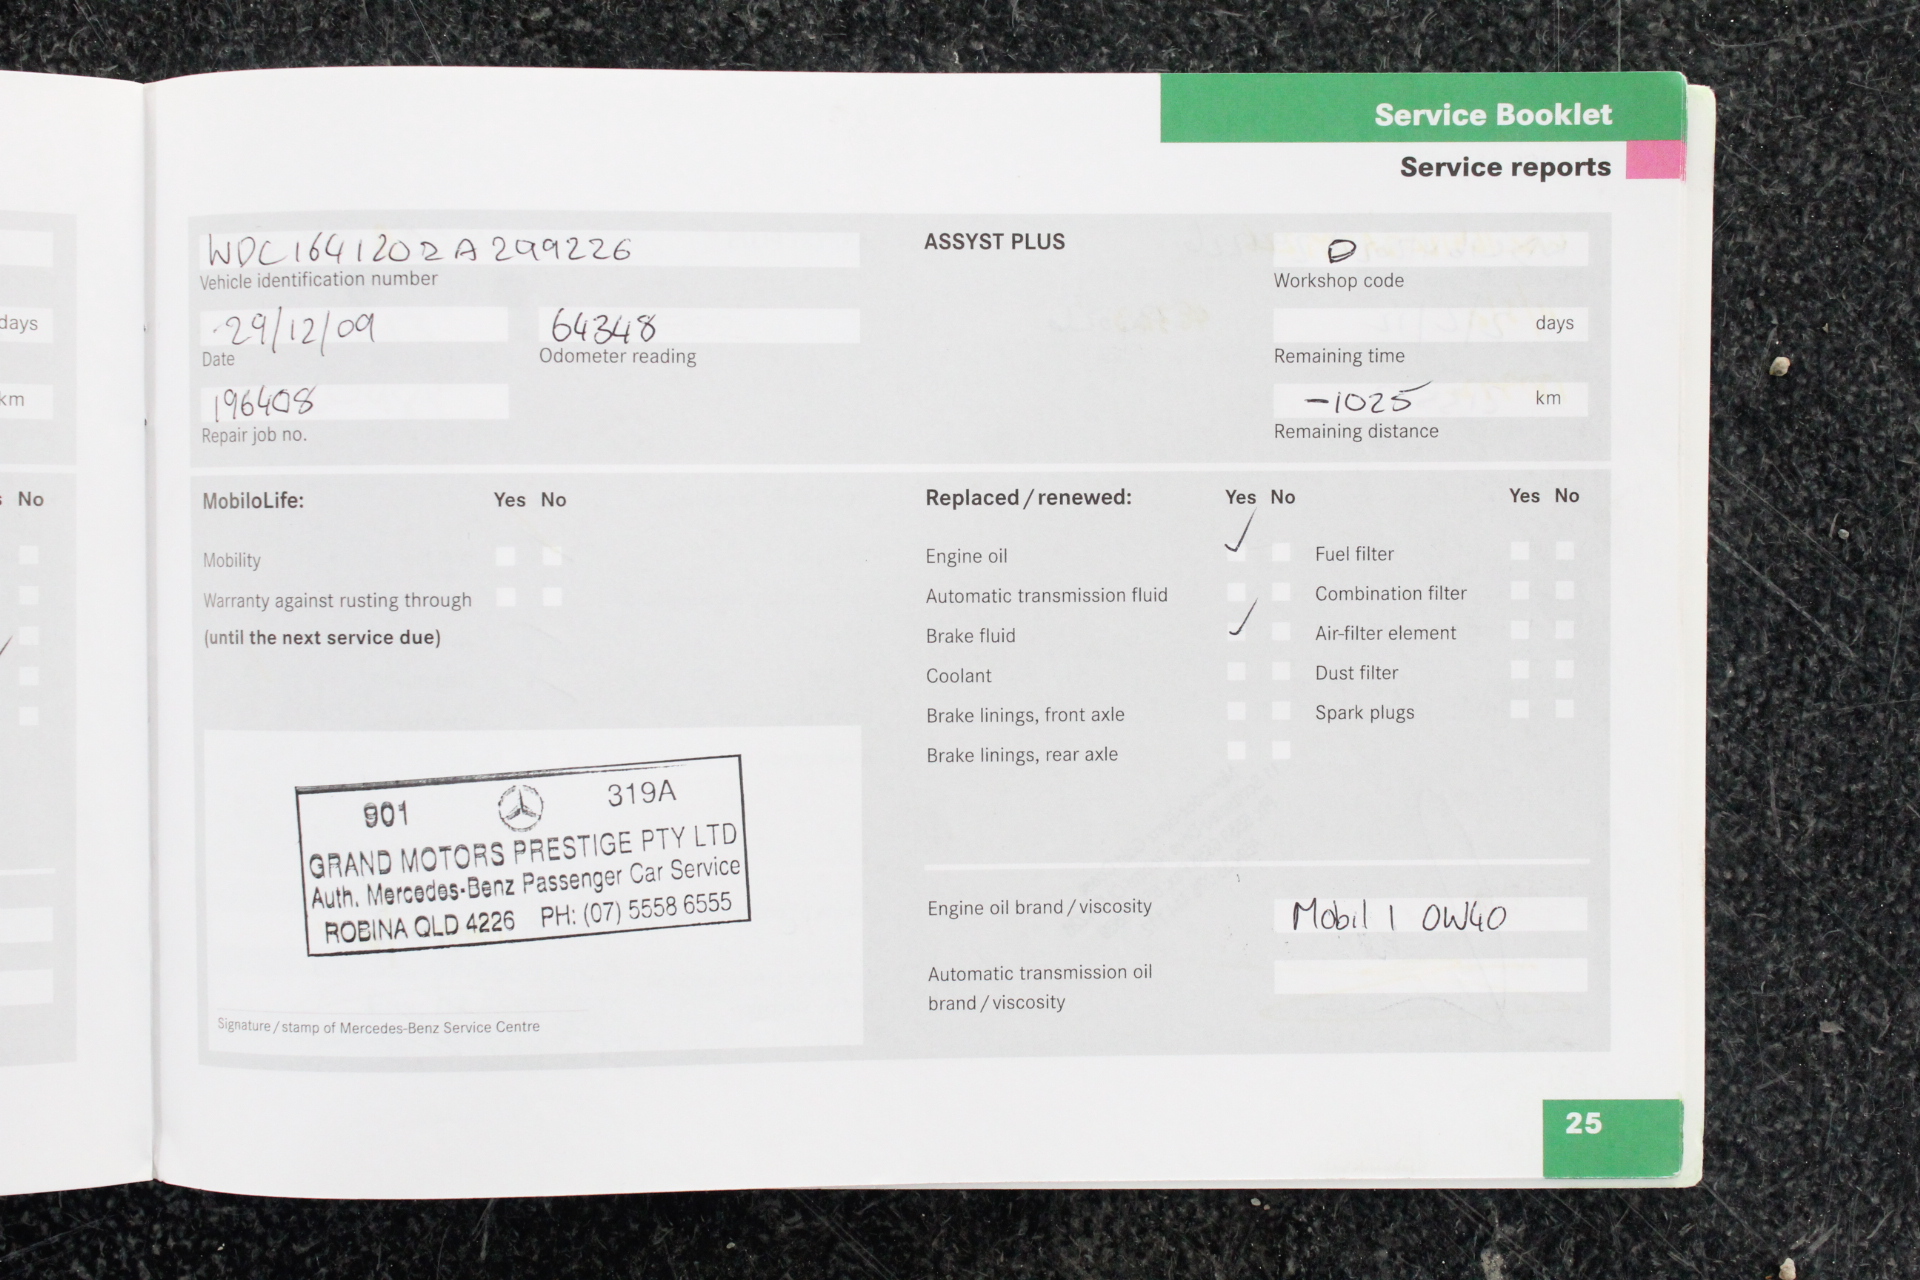 Service Booklet
Service reports
days
km
No
WDC1641202A299226
Vehicle identification number
29/12/09
Date
64348
Odometer reading
196408
Repair job no.
ASSYST PLUS
D
Workshop code
days
Remaining time
-1025 km
Remaining distance
MobiloLife: Yes No
Mobility
Warranty against rusting through
(until the next service due)
Replaced / renewed: Yes No
Engine oil
Automatic transmission fluid
Brake fluid
Coolant
Brake linings, front axle
Brake linings, rear axle
Yes No
Fuel filter
Combination filter
Air-filter element
Dust filter
Spark plugs
901 319A
GRAND MOTORS PRESTIGE PTY LTD
Auth. Mercedes-Benz Passenger Car Service
ROBINA QLD 4226 PH: (07) 5558 6555
Signature / stamp of Mercedes-Benz Service Centre
Engine oil brand / viscosity
Mobil 1 0W40
Automatic transmission oil
brand / viscosity
25